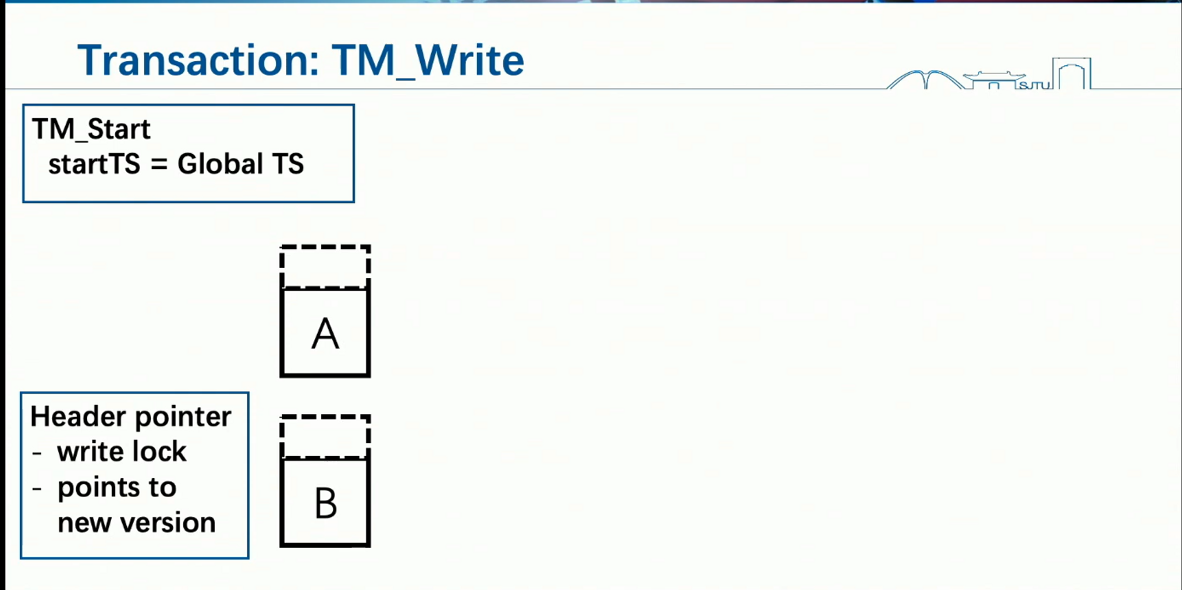 Transaction: TM_Write
SJTU
TM_Start
startTS = Global TS
A
Header pointer
- write lock
- points to
new version
B